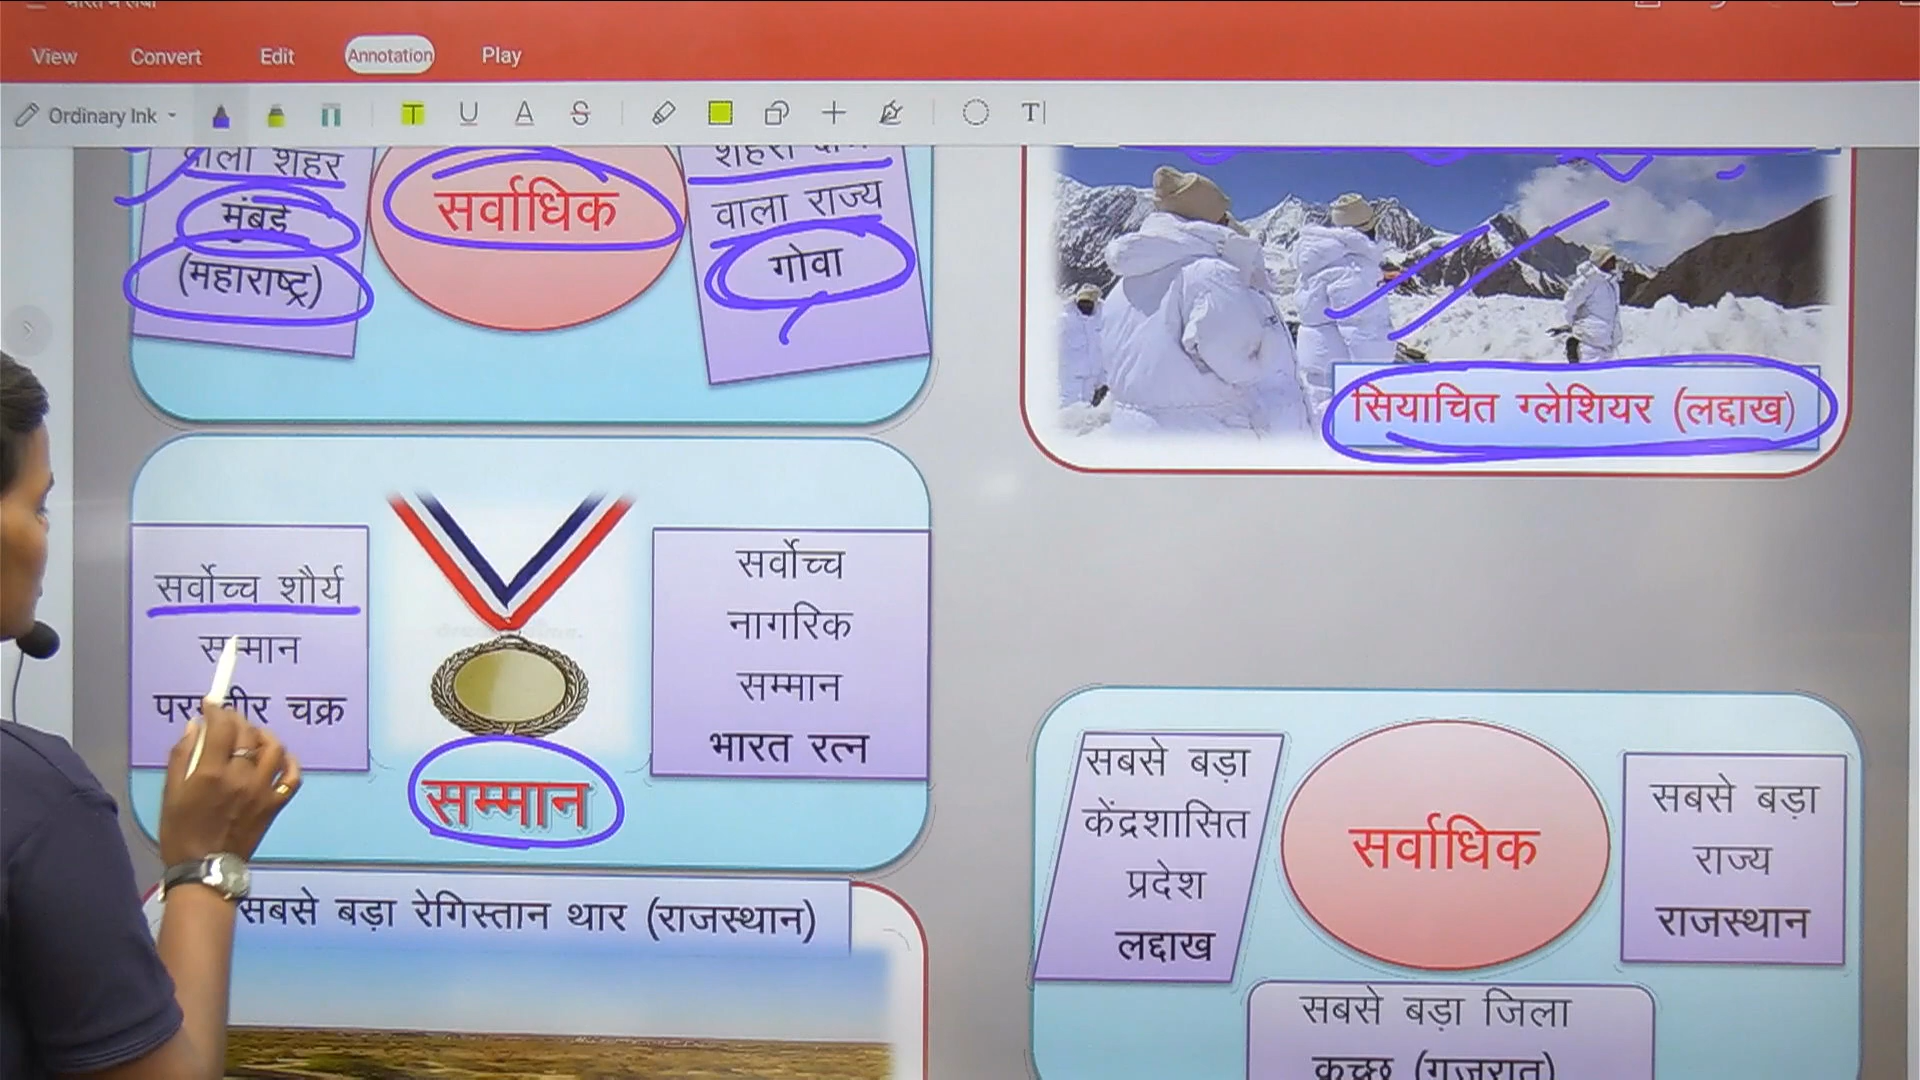 View Convert Edit Annotation Play
Ordinary Ink
वाला शहर
मुंबई
(महाराष्ट्र)
सर्वाधिक
वाला राज्य
गोवा
सियाचित ग्लेशियर (लद्दाख)
सर्वोच्च शौर्य
सम्मान
परमवीर चक्र
सम्मान
सर्वोच्च
नागरिक
सम्मान
भारत रत्न
सबसे बड़ा रेगिस्तान थार (राजस्थान)
सबसे बड़ा
केंद्रशासित
प्रदेश
लद्दाख
सर्वाधिक
सबसे बड़ा
राज्य
राजस्थान
सबसे बड़ा जिला
कच्छ (गुजरात)